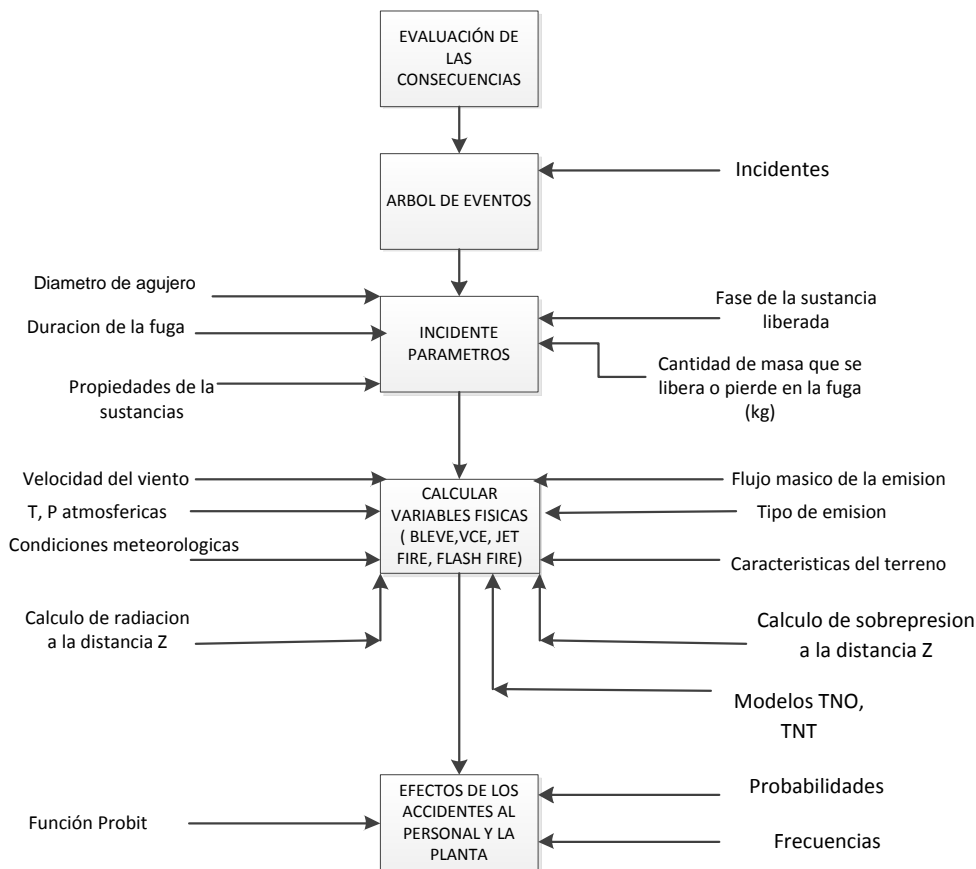 EVALUACIÓN DE
LAS
CONSECUENCIAS
ARBOL DE EVENTOS
Incidentes
Diametro de agujero
Duracion de la fuga
Propiedades de la
sustancias
INCIDENTE
PARAMETROS
Fase de la sustancia
liberada
Cantidad de masa que se
libera o pierde en la fuga
(kg)
Velocidad del viento
T, P atmosfericas
Condiciones meteorologicas
Calculo de radiacion
a la distancia Z
CALCULAR
VARIABLES FISICAS
( BLEVE,VCE, JET
FIRE, FLASH FIRE)
Flujo masico de la emision
Tipo de emision
Caracteristicas del terreno
Calculo de sobrepresion
a la distancia Z
Modelos TNO,
TNT
Función Probit
EFECTOS DE LOS
ACCIDENTES AL
PERSONAL Y LA
PLANTA
Probabilidades
Frecuencias